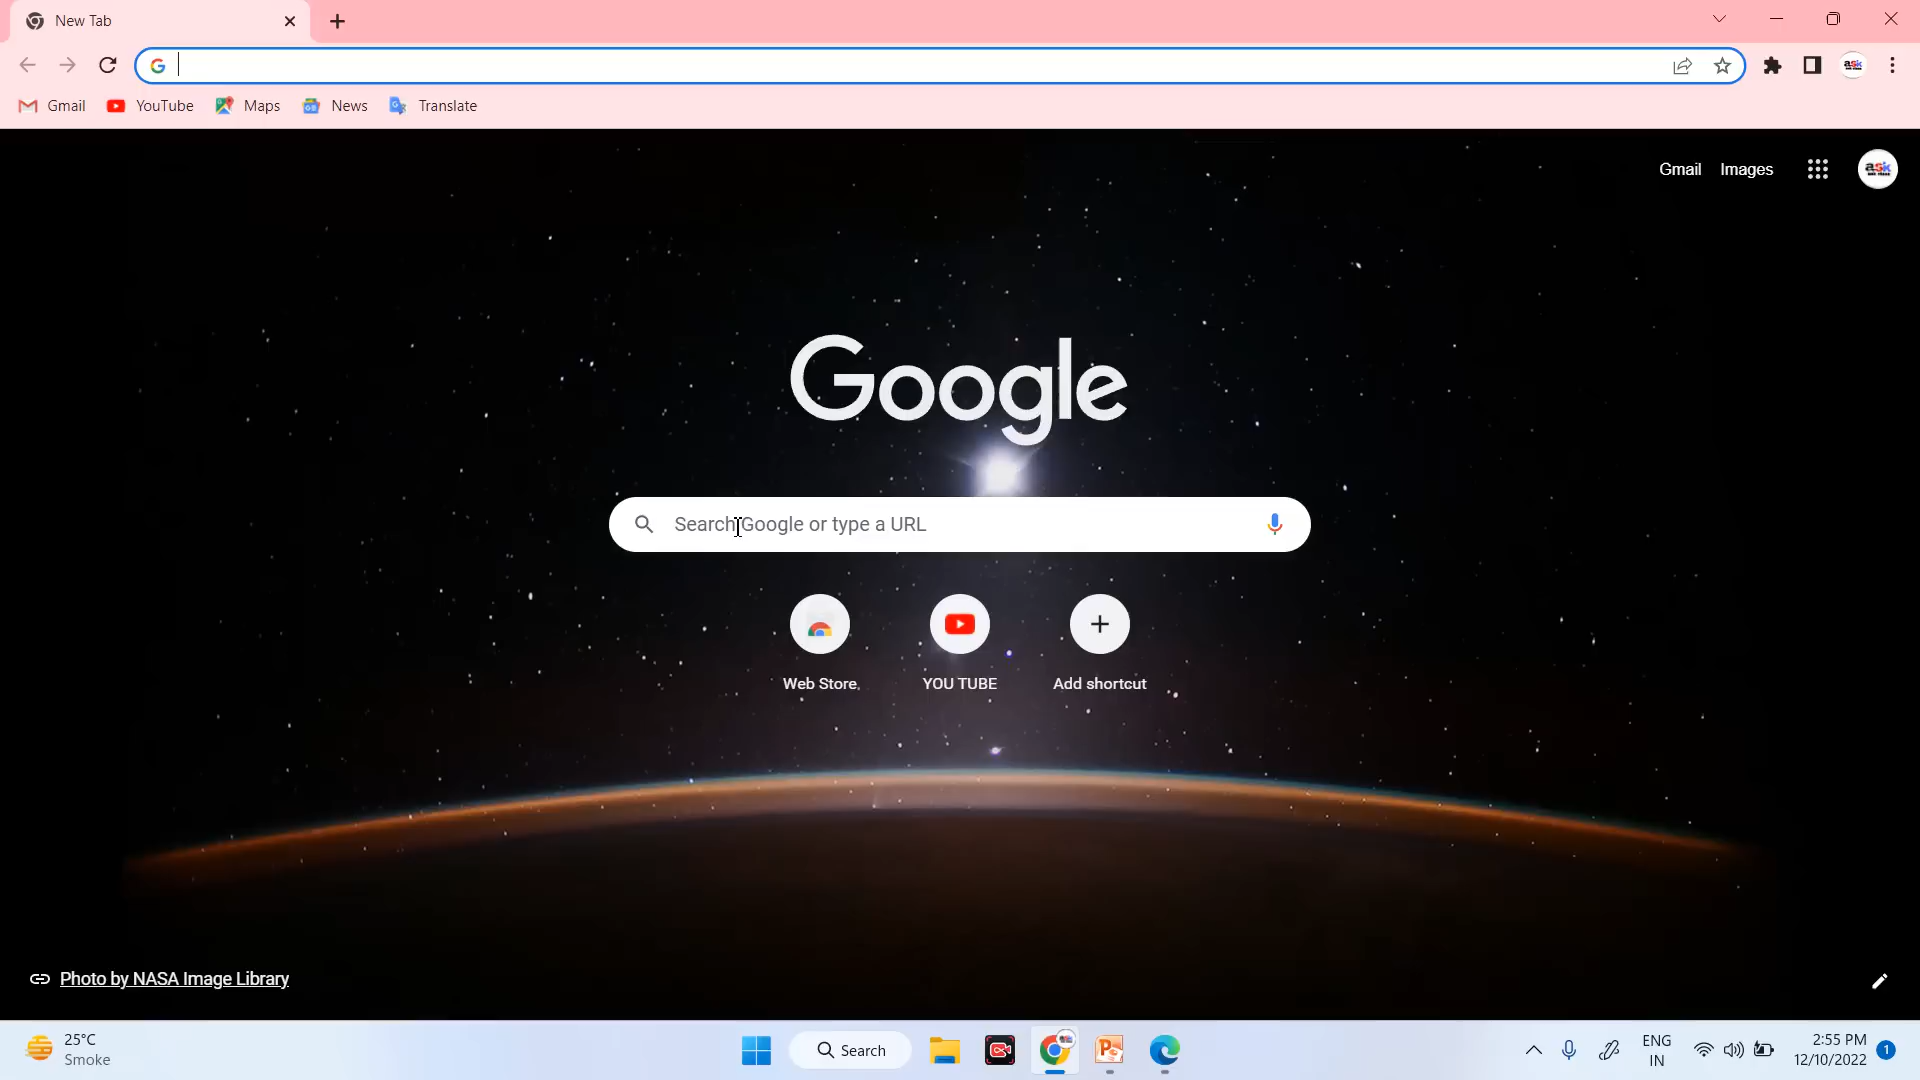 New Tab
Gmail YouTube Maps News Translate
Gmail Images
Google
Search Google or type a URL
Web Store YOU TUBE Add shortcut
Photo by NASA Image Library
25°C
Smoke
Search
ENG
IN
2:55 PM
12/10/2022
1
ask